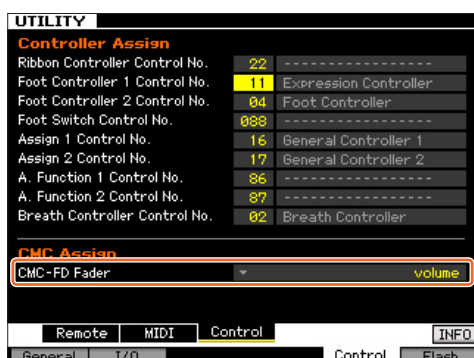 UTILITY
Controller Assign
Ribbon Controller Control No. 22 ----------------
Foot Controller 1 Control No. 11 Expression Controller
Foot Controller 2 Control No. 04 Foot Controller
Foot Switch Control No. 088 ----------------
Assign 1 Control No. 16 General Controller 1
Assign 2 Control No. 17 General Controller 2
A. Function 1 Control No. 86 ----------------
A. Function 2 Control No. 87 ----------------
Breath Controller Control No. 02 Breath Controller
CMC Assign
CMC-FD Fader volume
Remote MIDI Control INFO
General I/O Control Flash